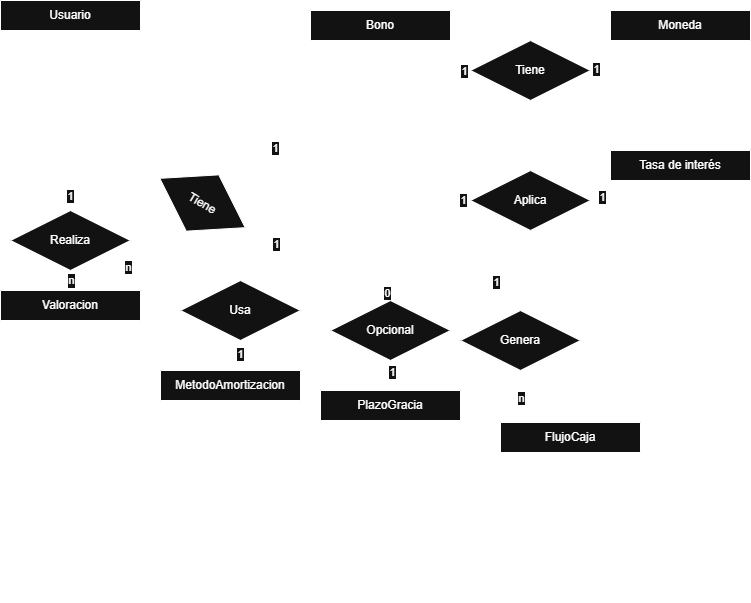 Usuario
Bono
Moneda
1
Tiene
1
1
Tasa de interés
Tiene
1
Aplica
1
1
Realiza
1
n
n
Valoracion
Usa
1
0
Opcional
1
1
Genera
n
MetodoAmortizacion
PlazoGracia
FlujoCaja